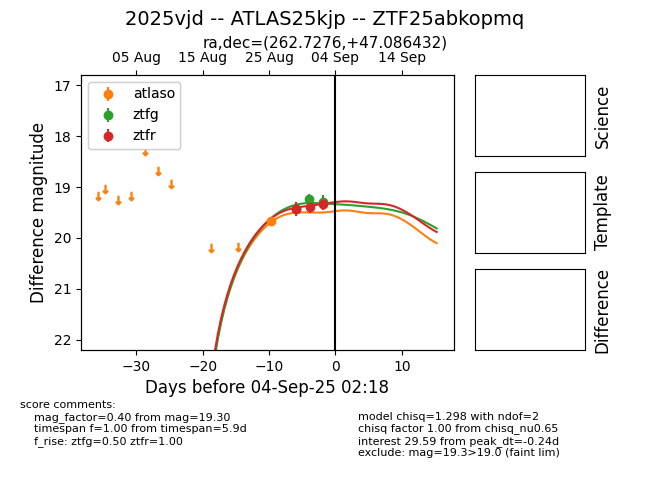 2025vjd -- ATLAS25kjp -- ZTF25abkopmq
ra,dec=(262.7276,+47.086432)
05 Aug 15 Aug 25 Aug 04 Sep 14 Sep
atlaso
ztfg
ztfr
17
18
19
20
21
22
Difference magnitude
−30 −20 −10 0 10
Days before 04-Sep-25 02:18
Science
Template
Difference
score comments:
mag_factor=0.40 from mag=19.30
timespan f=1.00 from timespan=5.9d
f_rise: ztfg=0.50 ztfr=1.00
model chisq=1.298 with ndof=2
chisq factor 1.00 from chisq_nu0.65
interest 29.59 from peak_dt=-0.24d
exclude: mag=19.3>19.0 (faint lim)